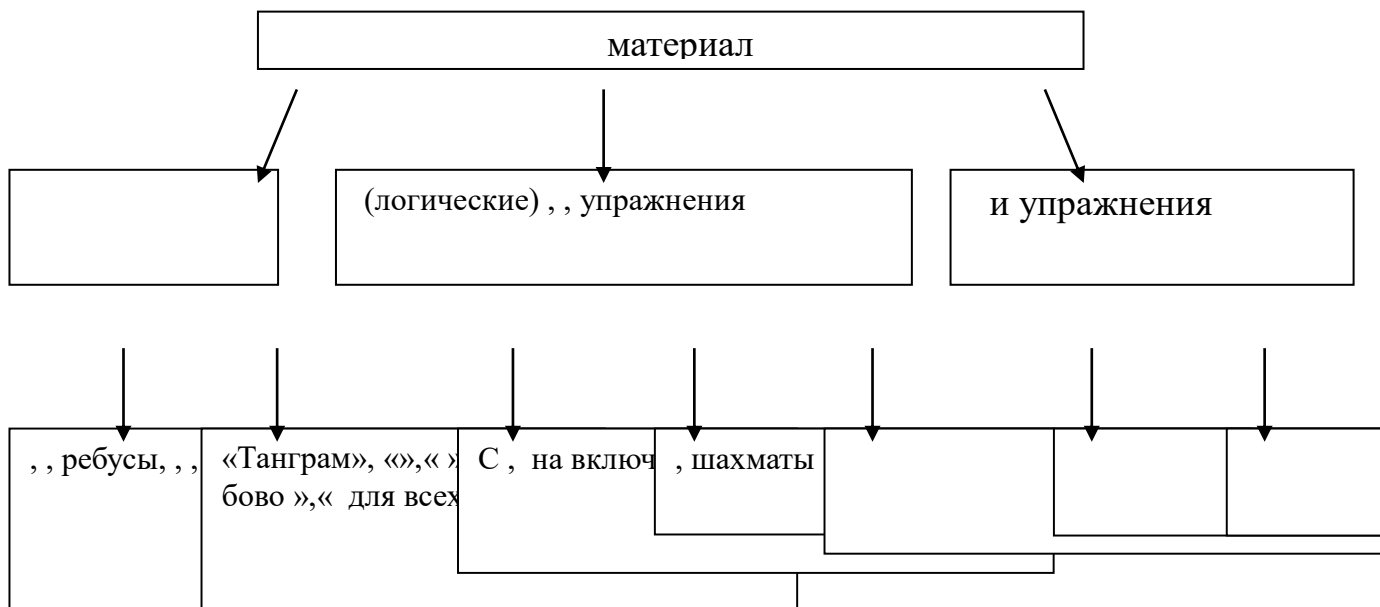 материал
(логические) , , упражнения
и упражнения
, , ребусы, , ,
«Танграм», «»,« »
бово »,« для всех
С , на включ
, шахматы